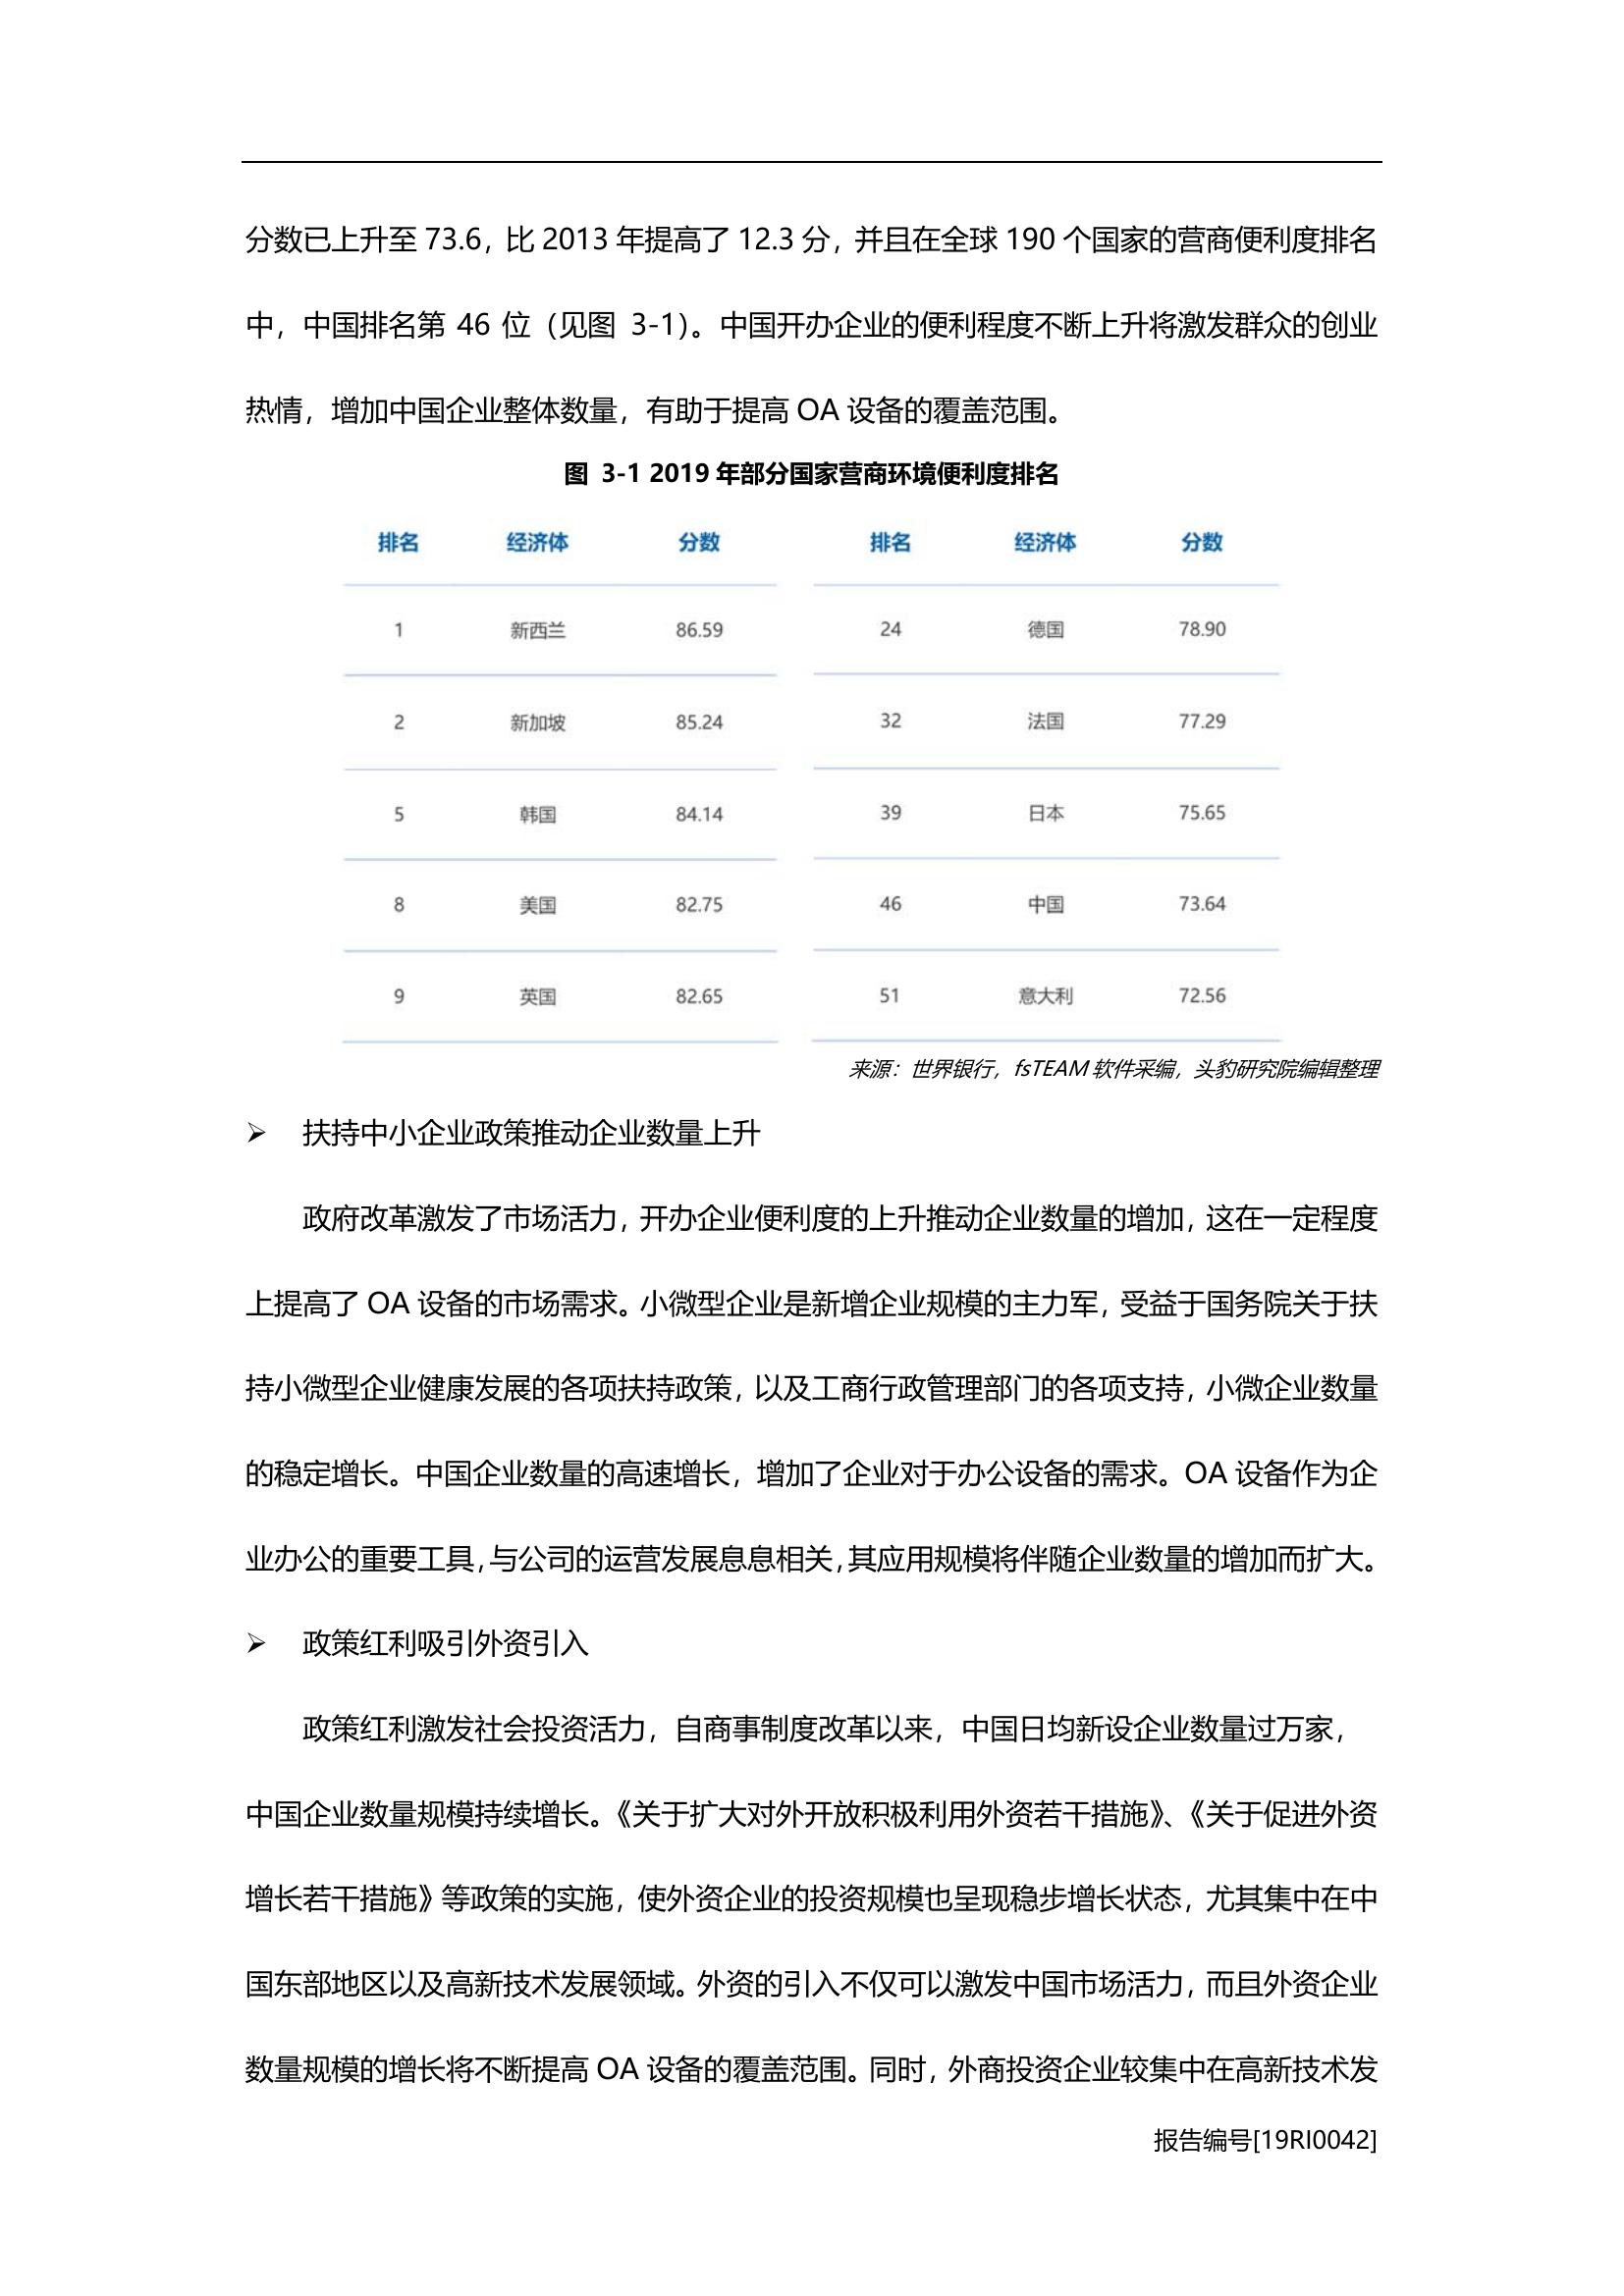 分数已上升至 73.6，比 2013 年提高了 12.3 分，并且在全球 190 个国家的营商便利度排名
中，中国排名第 46 位（见图 3-1）。中国开办企业的便利程度不断上升将激发群众的创业
热情，增加中国企业整体数量，有助于提高 OA 设备的覆盖范围。
图 3-1 2019 年部分国家营商环境便利度排名
排名 经济体 分数 排名 经济体 分数
1 新西兰 86.59 24 德国 78.90
2 新加坡 85.24 32 法国 77.29
5 韩国 84.14 39 日本 75.65
8 美国 82.75 46 中国 73.64
9 英国 82.65 51 意大利 72.56
来源：世界银行，fsTEAM 软件采编，头豹研究院编辑整理
➢ 扶持中小企业政策推动企业数量上升
政府改革激发了市场活力，开办企业便利度的上升推动企业数量的增加，这在一定程度
上提高了 OA 设备的市场需求。小微型企业是新增企业规模的主力军，受益于国务院关于扶
持小微型企业健康发展的各项扶持政策，以及工商行政管理部门的各项支持，小微企业数量
的稳定增长。中国企业数量的高速增长，增加了企业对于办公设备的需求。OA 设备作为企
业办公的重要工具，与公司的运营发展息息相关，其应用规模将伴随企业数量的增加而扩大。
➢ 政策红利吸引外资引入
政策红利激发社会投资活力，自商事制度改革以来，中国日均新设企业数量过万家，
中国企业数量规模持续增长。《关于扩大对外开放积极利用外资若干措施》、《关于促进外资
增长若干措施》等政策的实施，使外资企业的投资规模也呈现稳步增长状态，尤其集中在中
国东部地区以及高新技术发展领域。外资的引入不仅可以激发中国市场活力，而且外资企业
数量规模的增长将不断提高 OA 设备的覆盖范围。同时，外商投资企业较集中在高新技术发
报告编号[19RI0042]